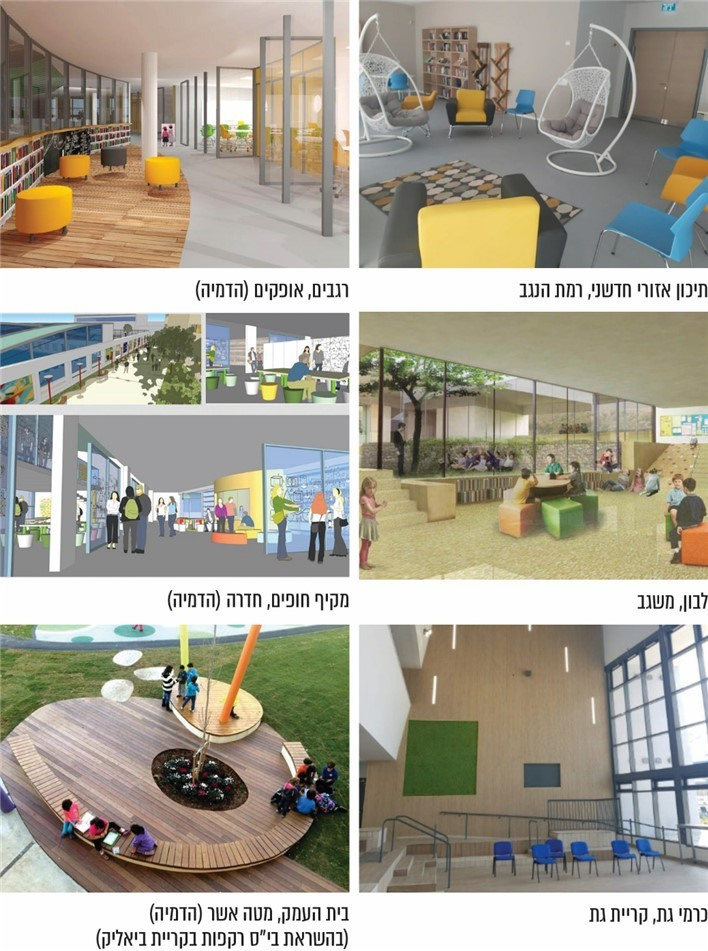 תיכון אזורי חדשני, רמת הנגב
רגבים, אופקים (הדמיה)
לבון, משגב
מקיף חופים, חדרה (הדמיה)
כרמי גת, קריית גת
בית העמק, מטה אשר (הדמיה)
(בהשראת בי"ס רקפות בקריית ביאליק)